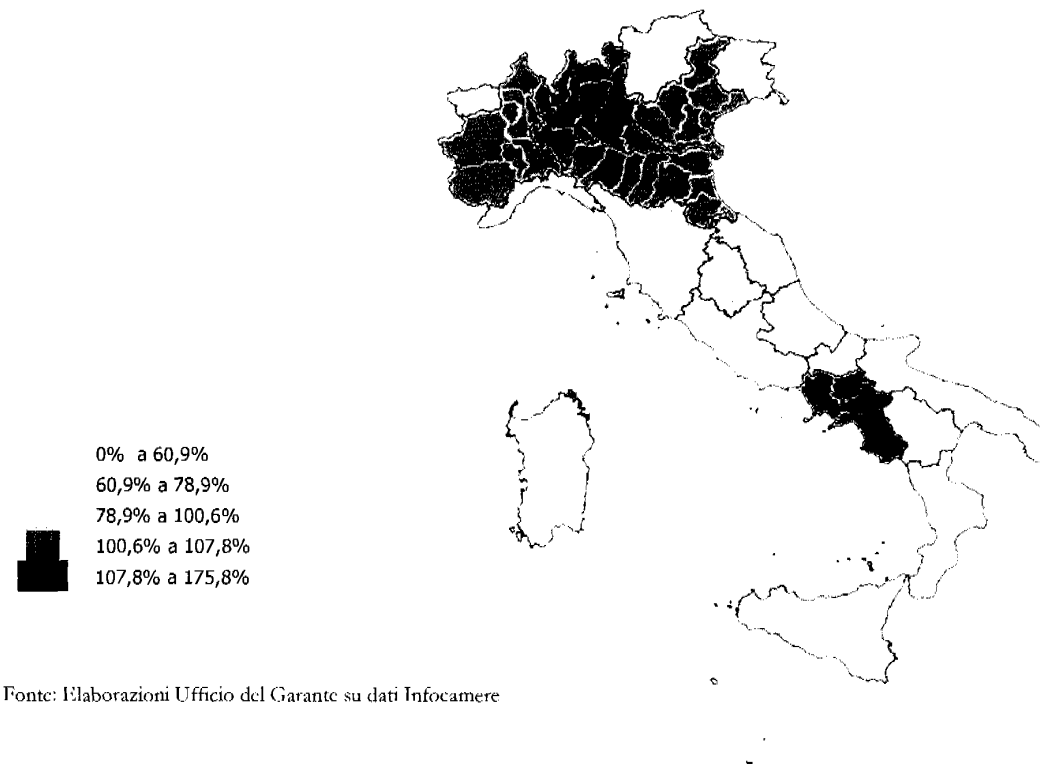 0% a 60,9%
60,9% a 78,9%
78,9% a 100,6%
100,6% a 107,8%
107,8% a 175,8%
Fonte: Elaborazioni Ufficio del Garante su dati Infocamere